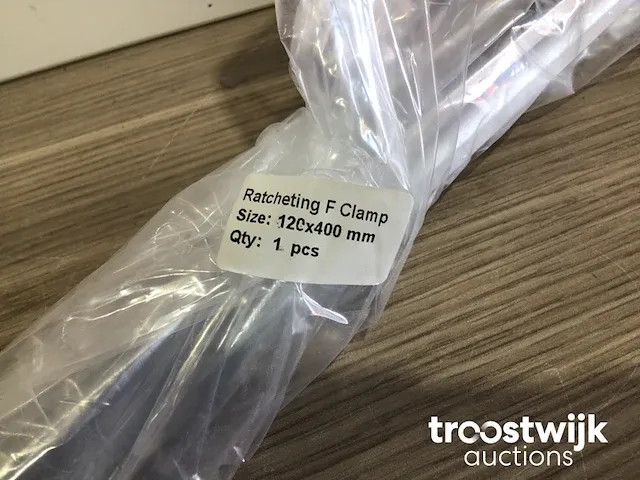 Ratcheting F Clamp
Size: 120x400 mm
Qty: 1 pcs
troostwijk
auctions